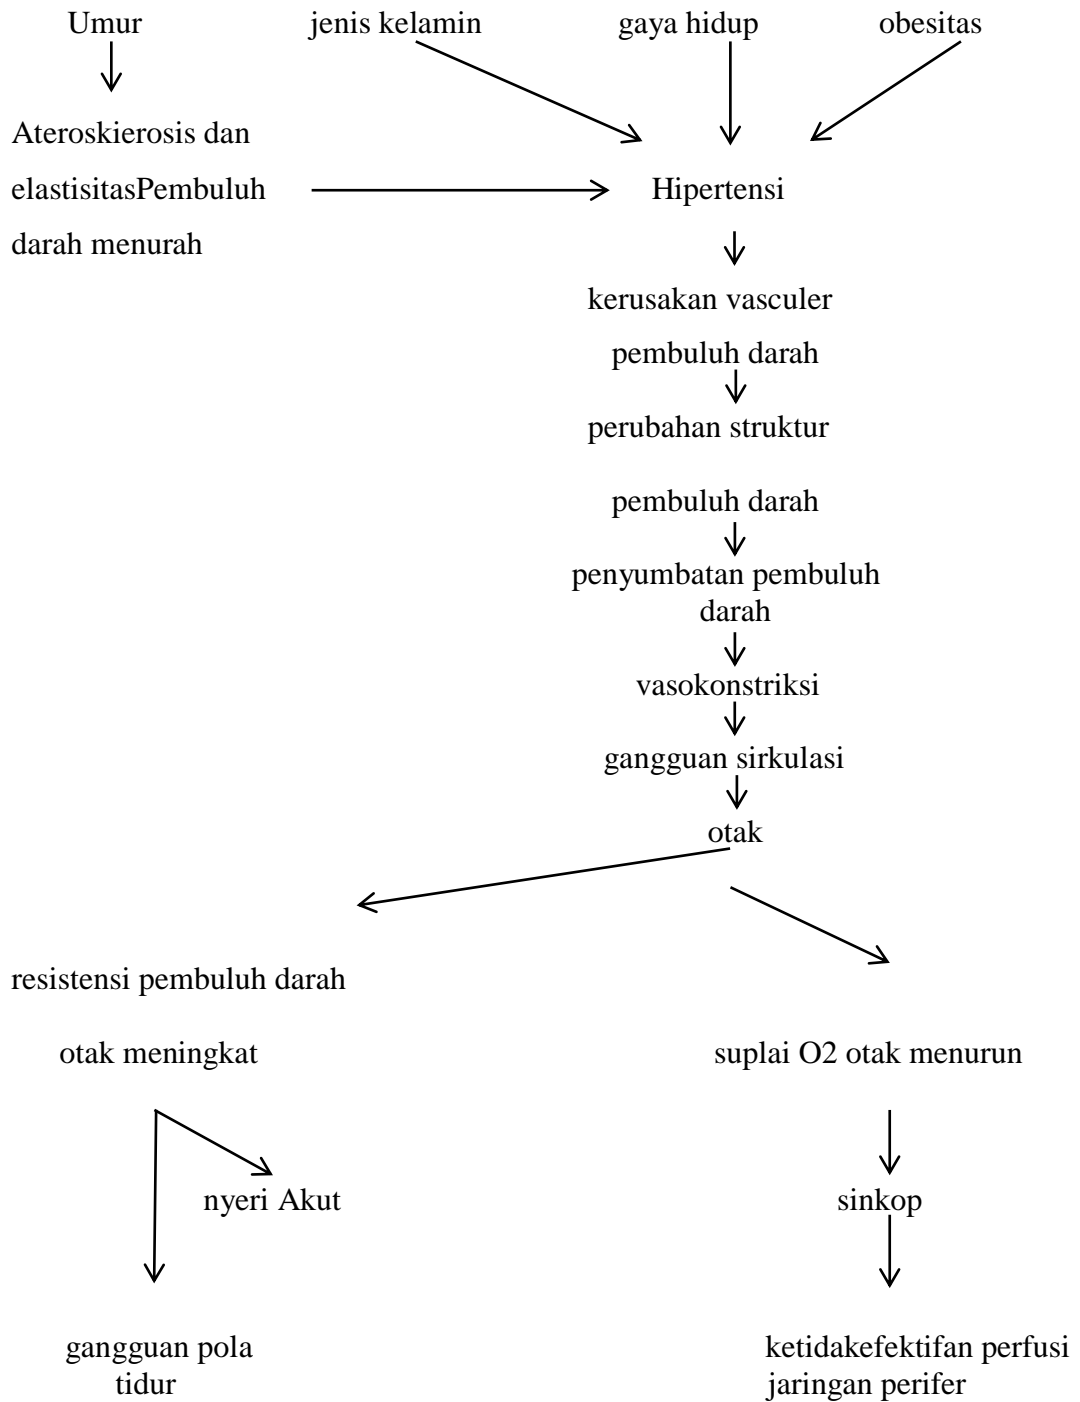 Umur jenis kelamin gaya hidup obesitas
Ateroskierosis dan
elastisitasPembuluh Hipertensi
darah menurah
kerusakan vasculer
pembuluh darah
perubahan struktur
pembuluh darah
penyumbatan pembuluh
darah
vasokonstriksi
gangguan sirkulasi
otak
resistensi pembuluh darah
otak meningkat suplai O2 otak menurun
nyeri Akut sinkop
gangguan pola ketidakefektifan perfusi
tidur jaringan perifer